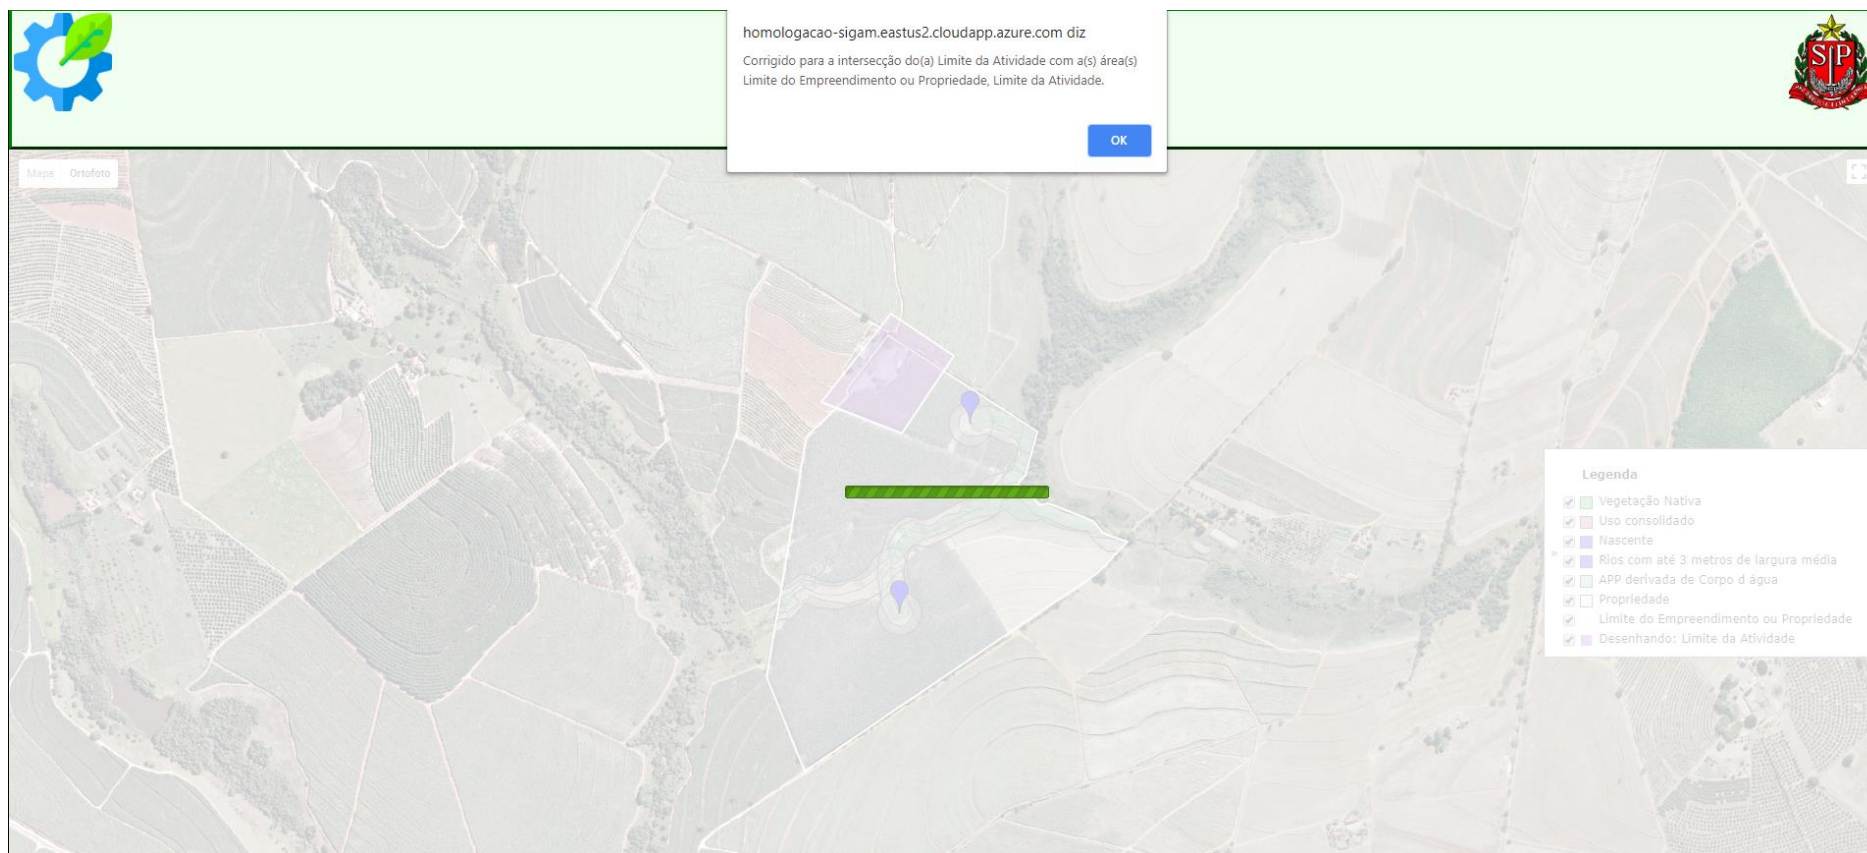 homologacao-sigam.eastus2.cloudapp.azure.com diz
Corrigido para a intersecção do(a) Limite da Atividade com a(s) área(s)
Limite do Empreendimento ou Propriedade, Limite da Atividade.
OK
SP
Maps Ortofoto
Legenda
Vegetação Nativa
Uso consolidado
Nascente
» Rios com até 3 metros de largura média
APP derivada de Corpo d água
Propriedade
Limite do Empreendimento ou Propriedade
Desenhando: Limite da Atividade